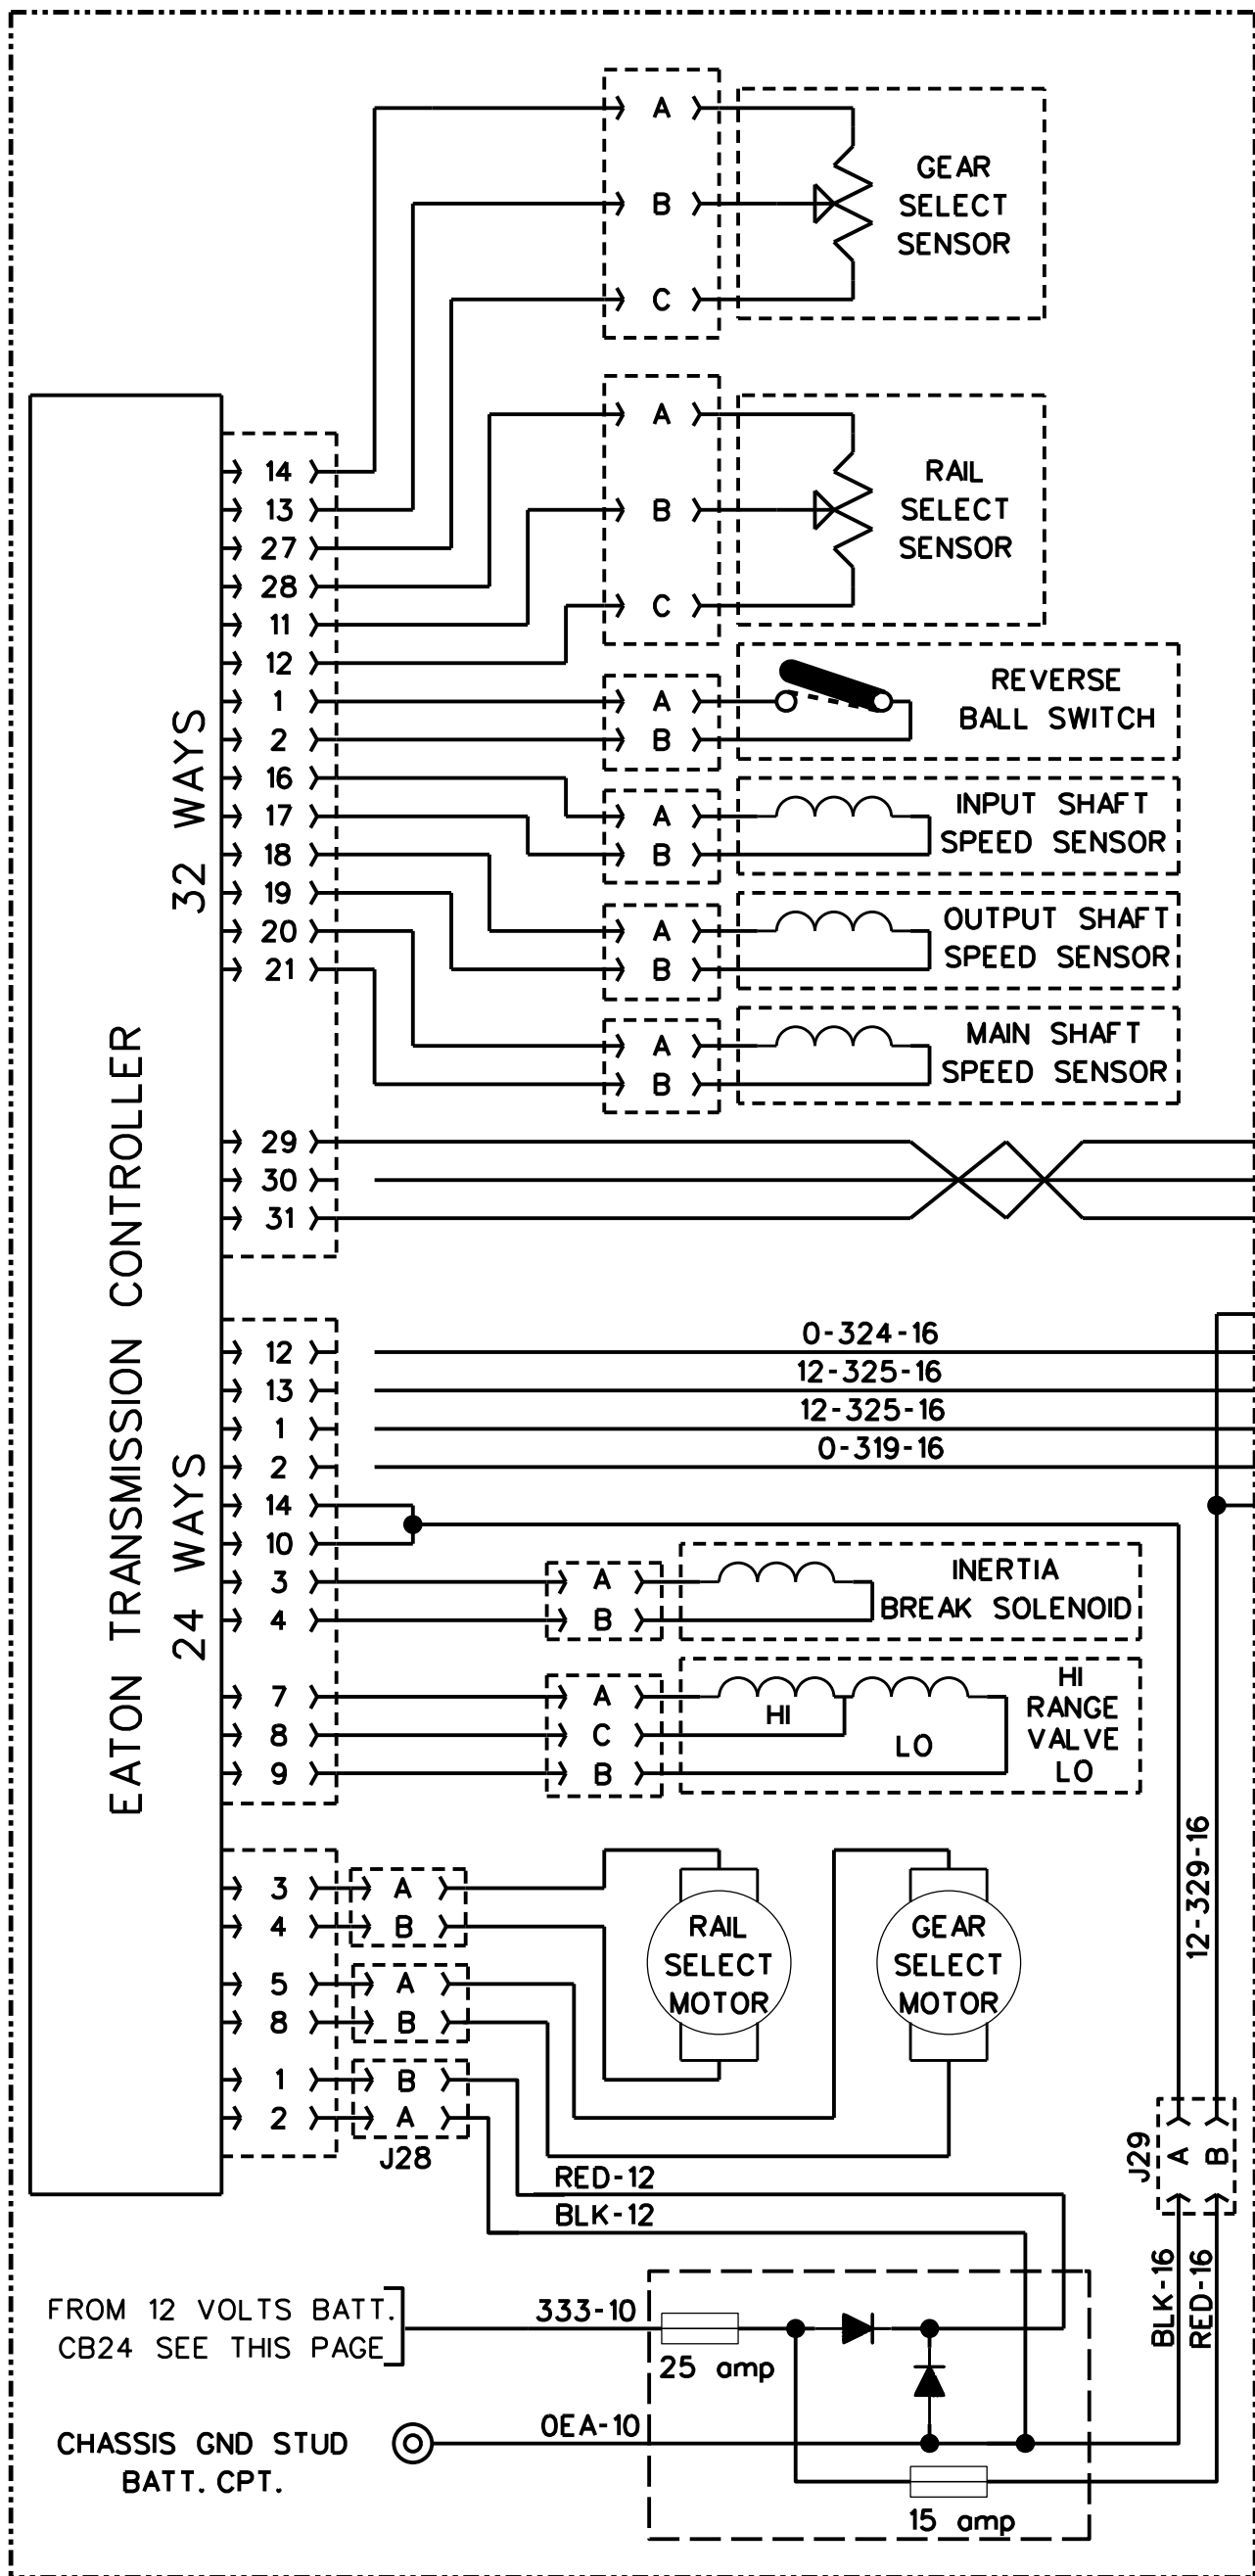 A
GEAR
SELECT
SENSOR
B
C
A
RAIL
SELECT
SENSOR
B
C
14
13
27
28
11
12
1
2
16
17
18
19
20
21
29
30
31
A
B
REVERSE
BALL SWITCH
A
B
INPUT SHAFT
SPEED SENSOR
A
B
OUTPUT SHAFT
SPEED SENSOR
A
B
MAIN SHAFT
SPEED SENSOR
32 WAYS
EATON TRANSMISSION CONTROLLER
24 WAYS
12
13
1
2
14
10
3
4
7
8
9
0-324-16
12-325-16
12-325-16
0-319-16
A
B
INERTIA
BREAK SOLENOID
A
C
B
HI
LO
HI
RANGE
VALVE
LO
12-329-16
3
4
5
8
1
2
A
B
A
B
B
A
J28
RAIL
SELECT
MOTOR
GEAR
SELECT
MOTOR
J29
A
B
RED-12
BLK-12
BLK-16
RED-16
FROM 12 VOLTS BATT.
CB24 SEE THIS PAGE
333-10
25 amp
CHASSIS GND STUD
BATT. CPT.
0EA-10
15 amp